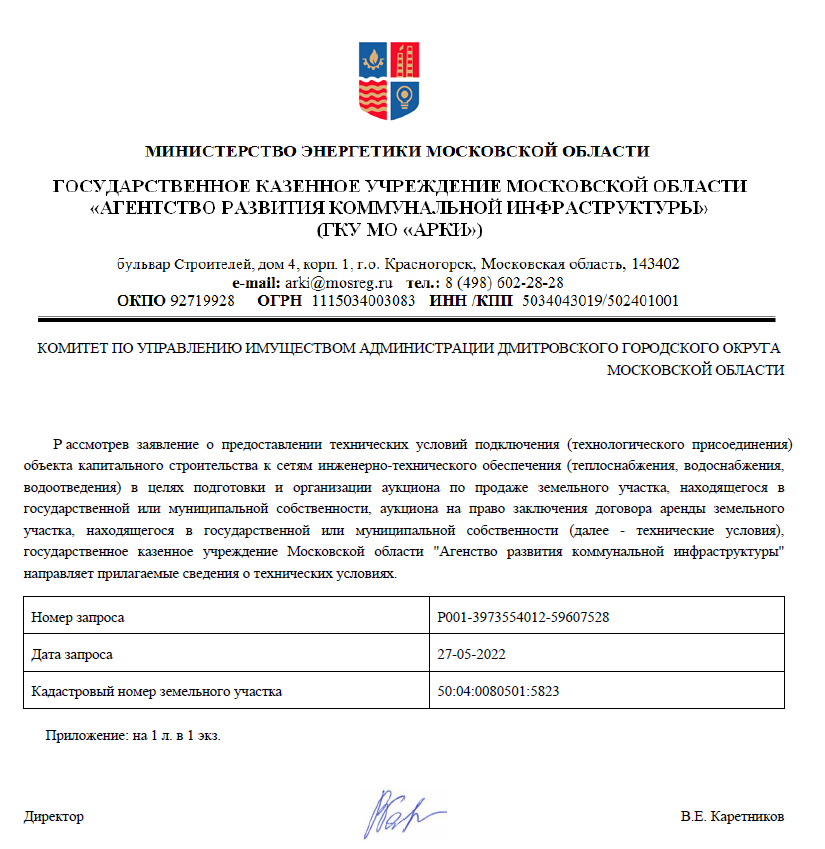 МИНИСТЕРСТВО ЭНЕРГЕТИКИ МОСКОВСКОЙ ОБЛАСТИ
ГОСУДАРСТВЕННОЕ КАЗЕННОЕ УЧРЕЖДЕНИЕ МОСКОВСКОЙ ОБЛАСТИ
«АГЕНТСТВО РАЗВИТИЯ КОММУНАЛЬНОЙ ИНФРАСТРУКТУРЫ»
(ГКУ МО «АРКИ»)
бульвар Строителей, дом 4, корп. 1, г.о. Красногорск, Московская область, 143402
e-mail: arki@mosreg.ru тел.: 8 (498) 602-28-28
ОКПО 92719928 ОГРН 1115034003083 ИНН /КПП 5034043019/502401001
КОМИТЕТ ПО УПРАВЛЕНИЮ ИМУЩЕСТВОМ АДМИНИСТРАЦИИ ДМИТРОВСКОГО ГОРОДСКОГО ОКРУГА
МОСКОВСКОЙ ОБЛАСТИ
Рассмотрев заявление о предоставлении технических условий подключения (технологического присоединения)
объекта капитального строительства к сетям инженерно-технического обеспечения (теплоснабжения, водоснабжения,
водоотведения) в целях подготовки и организации аукциона по продаже земельного участка, находящегося в
государственной или муниципальной собственности, аукциона на право заключения договора аренды земельного
участка, находящегося в государственной или муниципальной собственности (далее - технические условия),
государственное казенное учреждение Московской области "Агенство развития коммунальной инфраструктуры"
направляет прилагаемые сведения о технических условиях.
Номер запроса P001-3973554012-59607528
Дата запроса 27-05-2022
Кадастровый номер земельного участка 50:04:0080501:5823
Приложение: на 1 л. в 1 экз.
Директор В.Е. Каретников